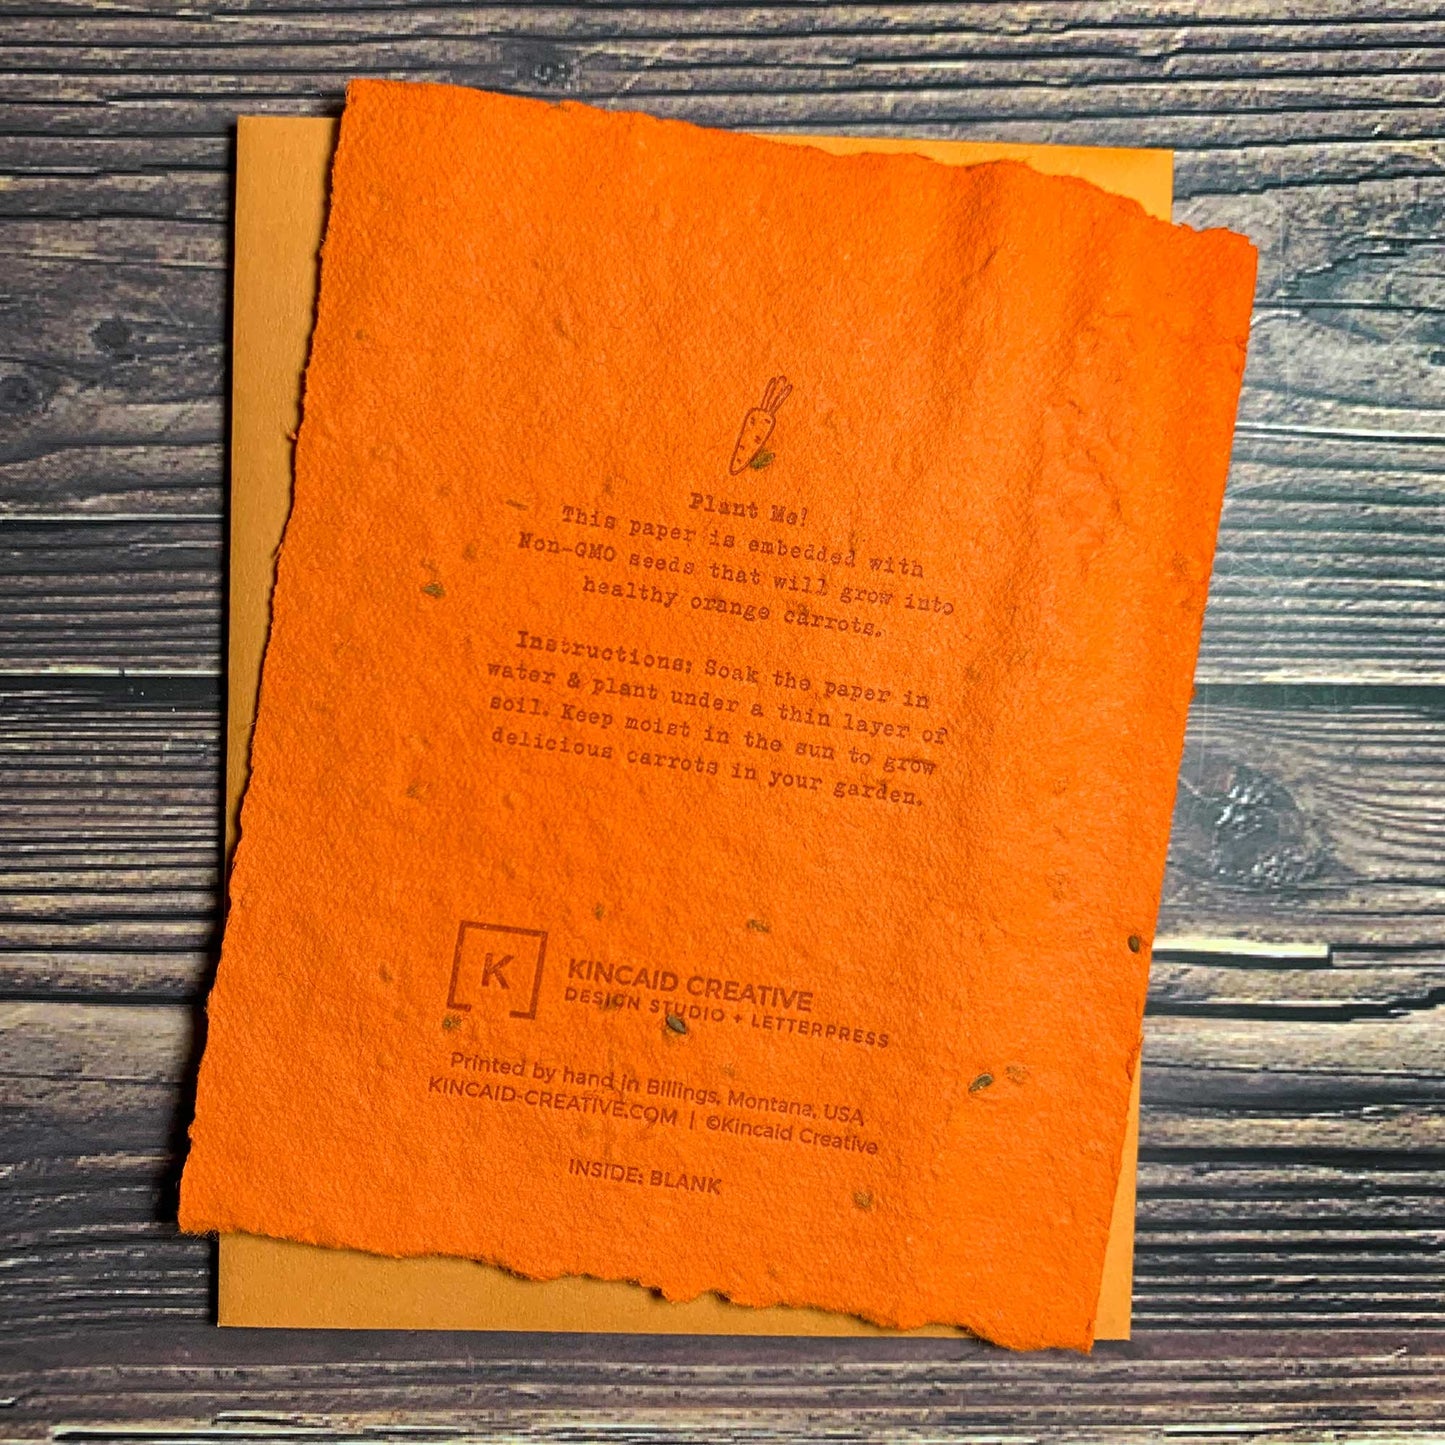 Plant Me!
This paper is embedded with
Non-GMO seeds that will grow into
healthy orange carrots.
Instructions: Soak the paper in
water & plant under a thin layer of
soil. Keep moist in the sun to grow
delicious carrots in your garden.
K
KINCAID CREATIVE
DESIGN STUDIO + LETTERPRESS
Printed by hand in Billings, Montana, USA
KINCAID-CREATIVE.COM | ©Kincaid Creative
INSIDE: BLANK